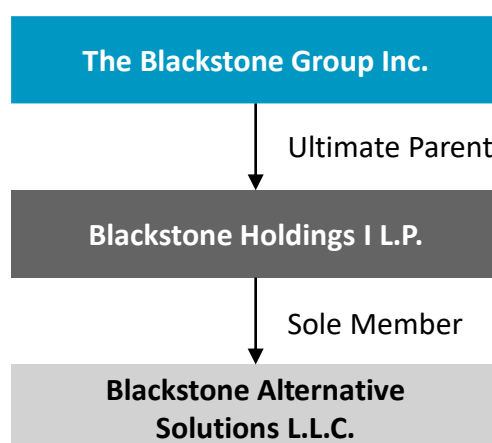 The Blackstone Group Inc.
Ultimate Parent
Blackstone Holdings I L.P.
Sole Member
Blackstone Alternative
Solutions L.L.C.